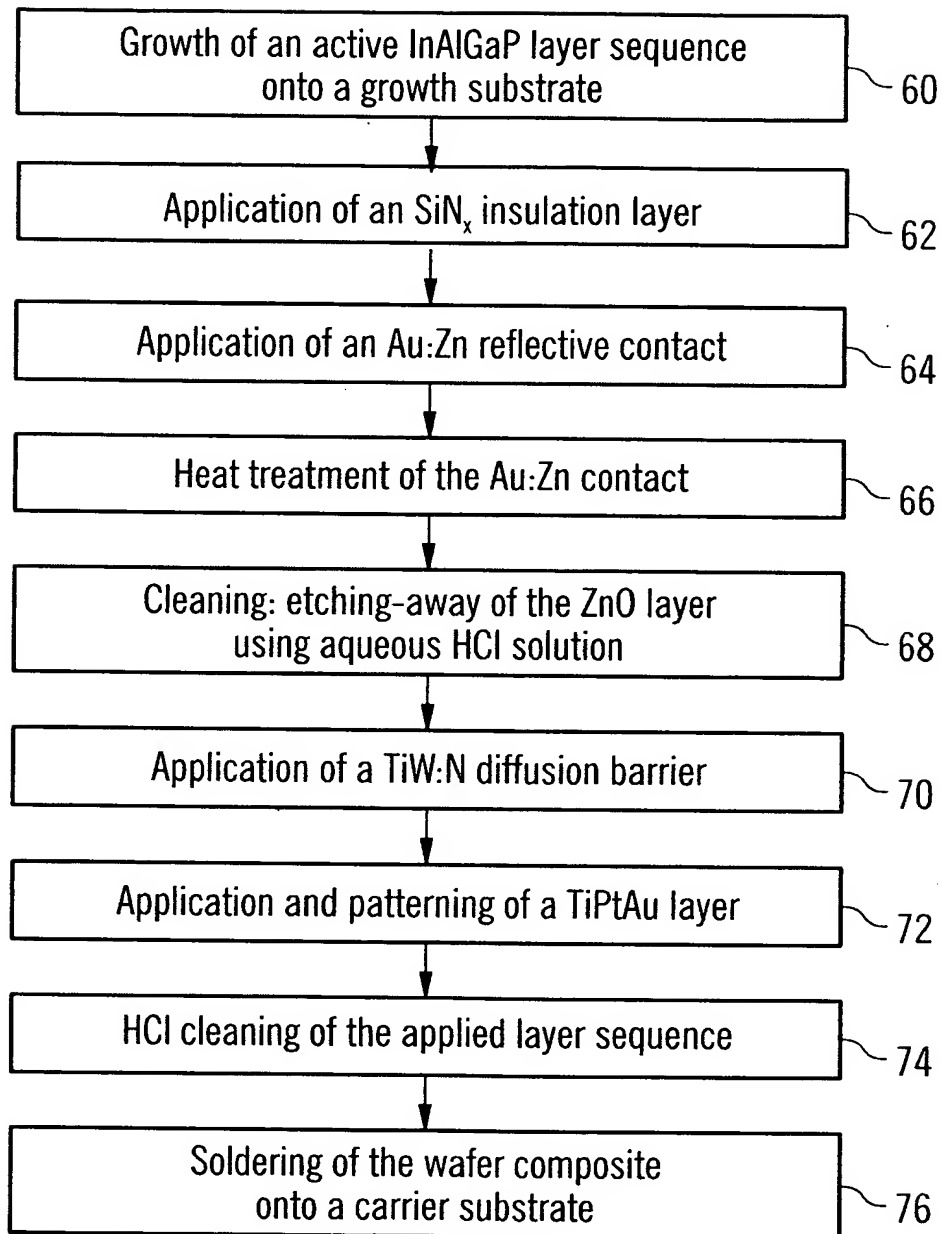 Growth of an active InAlGaP layer sequence
onto a growth substrate
60
Application of an SiNx insulation layer
62
Application of an Au:Zn reflective contact
64
Heat treatment of the Au:Zn contact
66
Cleaning: etching-away of the ZnO layer
using aqueous HCl solution
68
Application of a TiW:N diffusion barrier
70
Application and patterning of a TiPtAu layer
72
HCl cleaning of the applied layer sequence
74
Soldering of the wafer composite
onto a carrier substrate
76